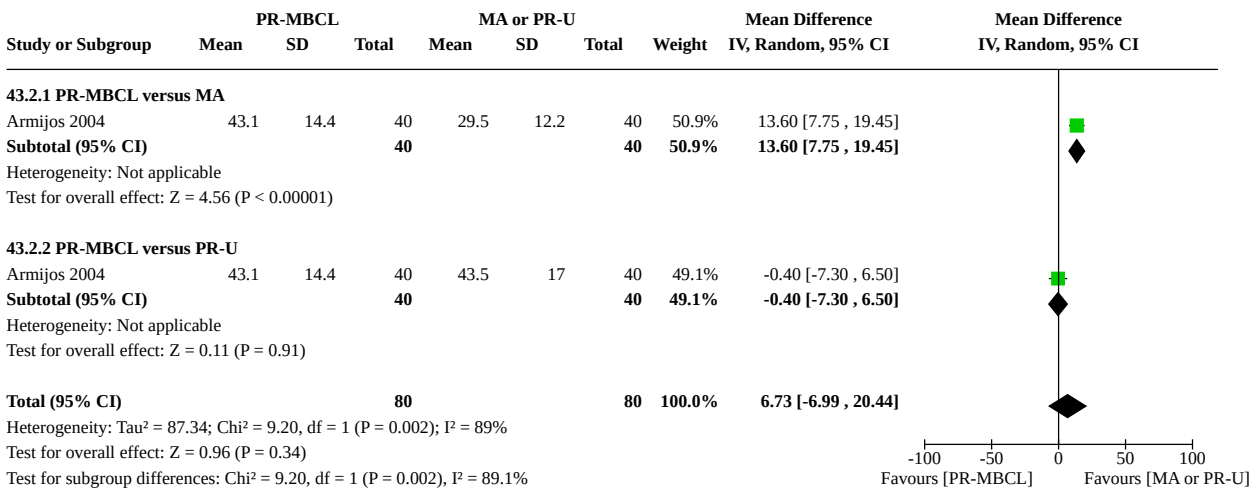 PR-MBCL MA or PR-U Mean Difference Mean Difference
Study or Subgroup Mean SD Total Mean SD Total Weight IV, Random, 95% CI IV, Random, 95% CI
43.2.1 PR-MBCL versus MA
Armijos 2004 43.1 14.4 40 29.5 12.2 40 50.9% 13.60 [7.75 , 19.45]
Subtotal (95% CI) 40 40 50.9% 13.60 [7.75 , 19.45]
Heterogeneity: Not applicable
Test for overall effect: Z = 4.56 (P < 0.00001)
43.2.2 PR-MBCL versus PR-U
Armijos 2004 43.1 14.4 40 43.5 17 40 49.1% -0.40 [-7.30 , 6.50]
Subtotal (95% CI) 40 40 49.1% -0.40 [-7.30 , 6.50]
Heterogeneity: Not applicable
Test for overall effect: Z = 0.11 (P = 0.91)
Total (95% CI) 80 80 100.0% 6.73 [-6.99 , 20.44]
Heterogeneity: Tau² = 87.34; Chi² = 9.20, df = 1 (P = 0.002); I² = 89%
Test for overall effect: Z = 0.96 (P = 0.34)
-100 -50 0 50 100
Test for subgroup differences: Chi² = 9.20, df = 1 (P = 0.002), I² = 89.1% Favours [PR-MBCL] Favours [MA or PR-U]